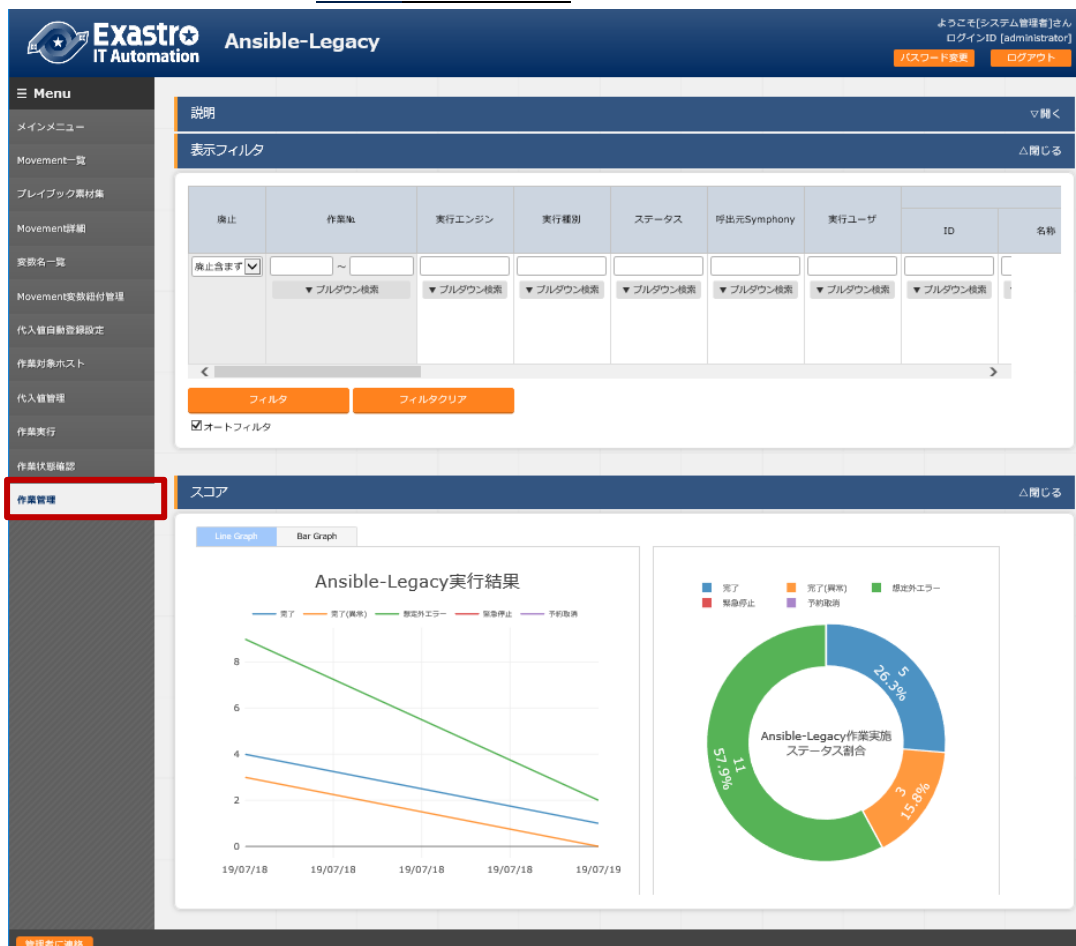 Exastro
IT Automation
Ansible-Legacy
ようこそ[システム管理者]さん
ログインID [administrator]
パスワード変更
ログアウト
☰ Menu
メインメニュー
Movement一覧
プレイブック素材集
Movement詳細
変数名一覧
Movement変数紐付管理
代入値自動登録設定
作業対象ホスト
代入値管理
作業実行
作業状態確認
作業管理
説明
▽開く
表示フィルタ
△閉じる
廃止
作業№
実行エンジン
実行種別
ステータス
呼出元Symphony
実行ユーザ
ID
名称
廃止含まず
~
▼プルダウン検索
▼プルダウン検索
▼プルダウン検索
▼プルダウン検索
▼プルダウン検索
▼プルダウン検索
▼プルダウン検索
フィルタ
フィルタクリア
オートフィルタ
スコア
△閉じる
Line Graph
Bar Graph
Ansible-Legacy実行結果
完了
完了(異常)
想定外エラー
緊急停止
予約取消
8
6
4
2
0
19/07/18
19/07/18
19/07/18
19/07/18
19/07/19
完了
完了(異常)
想定外エラー
緊急停止
予約取消
5
26.3%
3
15.8%
11
57.9%
Ansible-Legacy作業実施
ステータス割合
管理者に連絡